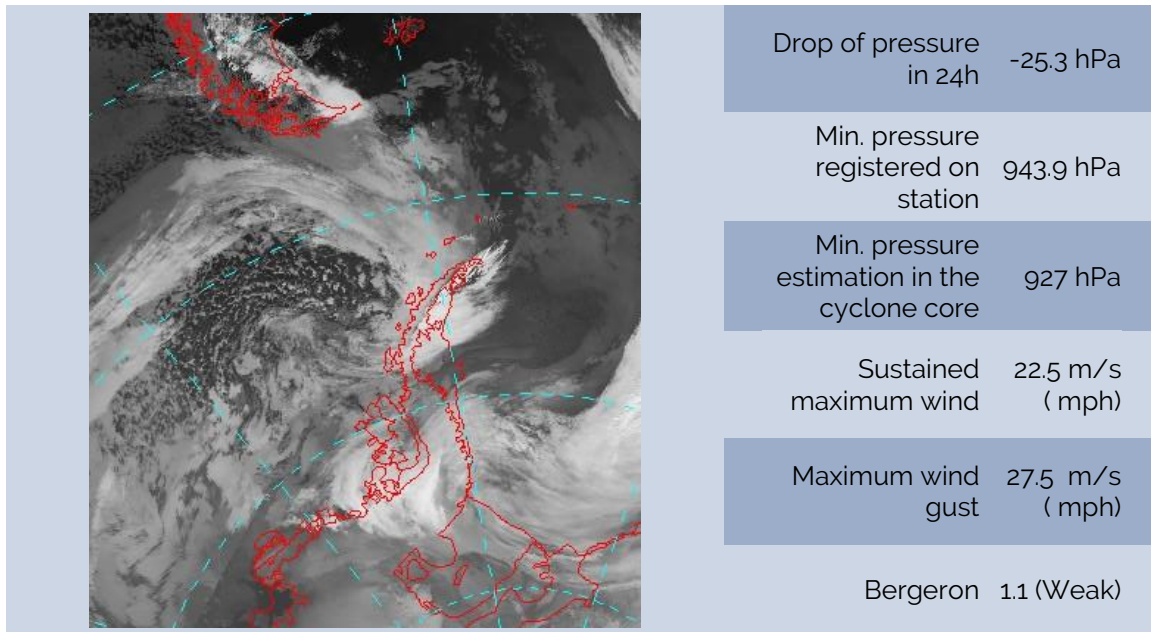 Drop of pressure
in 24h
-25.3 hPa
Min. pressure
registered on
station
943.9 hPa
Min. pressure
estimation in the
cyclone core
927 hPa
Sustained
maximum wind
22.5 m/s
( mph)
Maximum wind
gust
27.5 m/s
( mph)
Bergeron
1.1 (Weak)